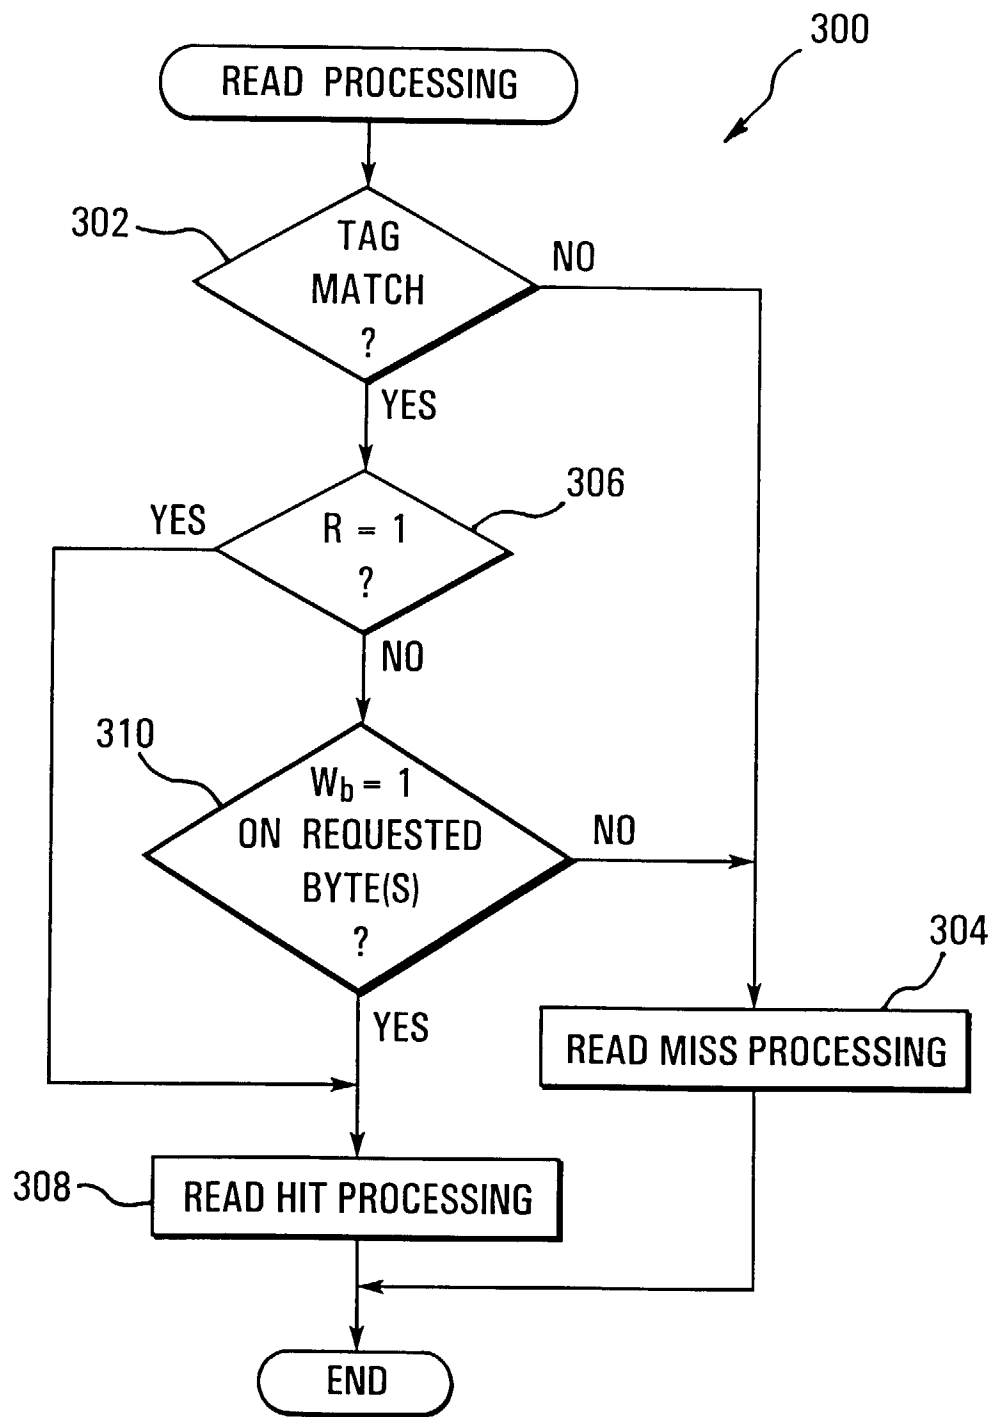 300
READ PROCESSING
302
TAG
MATCH
?
NO
YES
306
YES
R = 1
?
NO
310
Wb = 1
ON REQUESTED
BYTE(S)
?
NO
304
YES
READ MISS PROCESSING
308
READ HIT PROCESSING
END